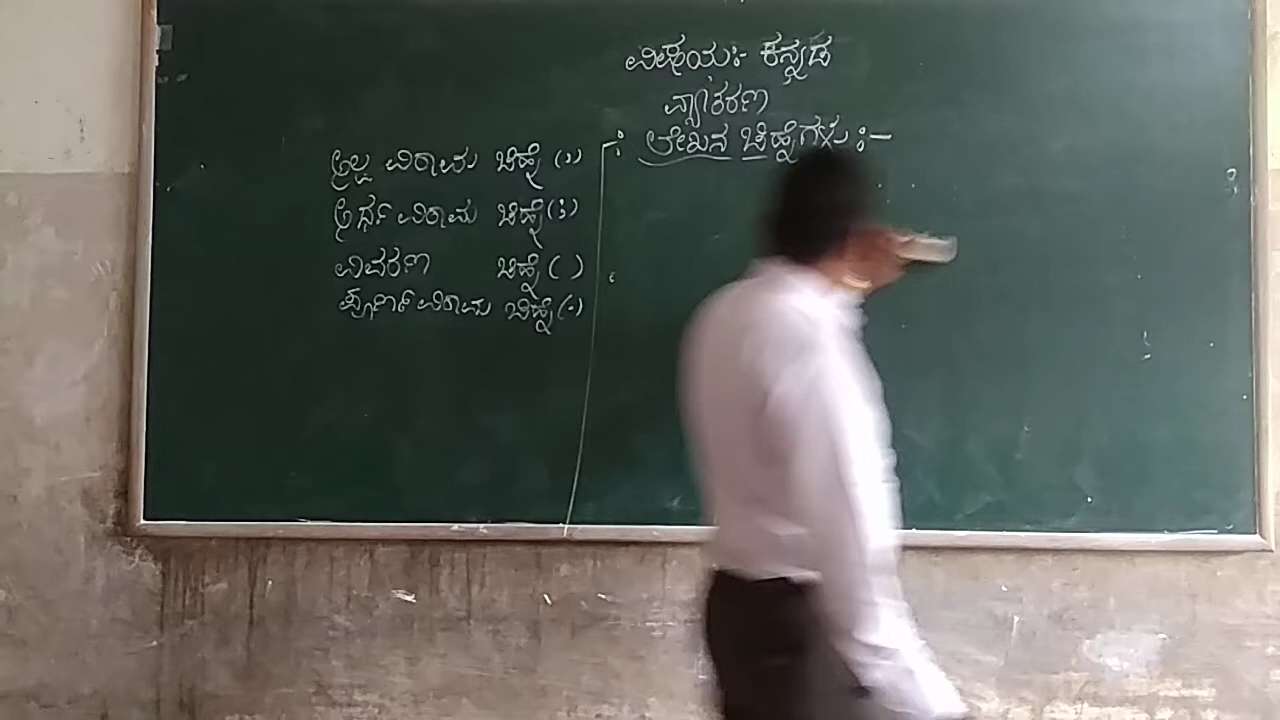 ವಿಷಯ:- ಕನ್ನಡ
ವ್ಯಾಕರಣ
: ಲೇಖನ ಚಿಹ್ನೆಗಳು :-
ಅಲ್ಪ ವಿರಾಮ ಚಿಹ್ನೆ (,)
ಅರ್ಧ ವಿರಾಮ ಚಿಹ್ನೆ (;)
ವಿವರಣ ಚಿಹ್ನೆ ( )
ಪೂರ್ಣ ವಿರಾಮ ಚಿಹ್ನೆ (.)